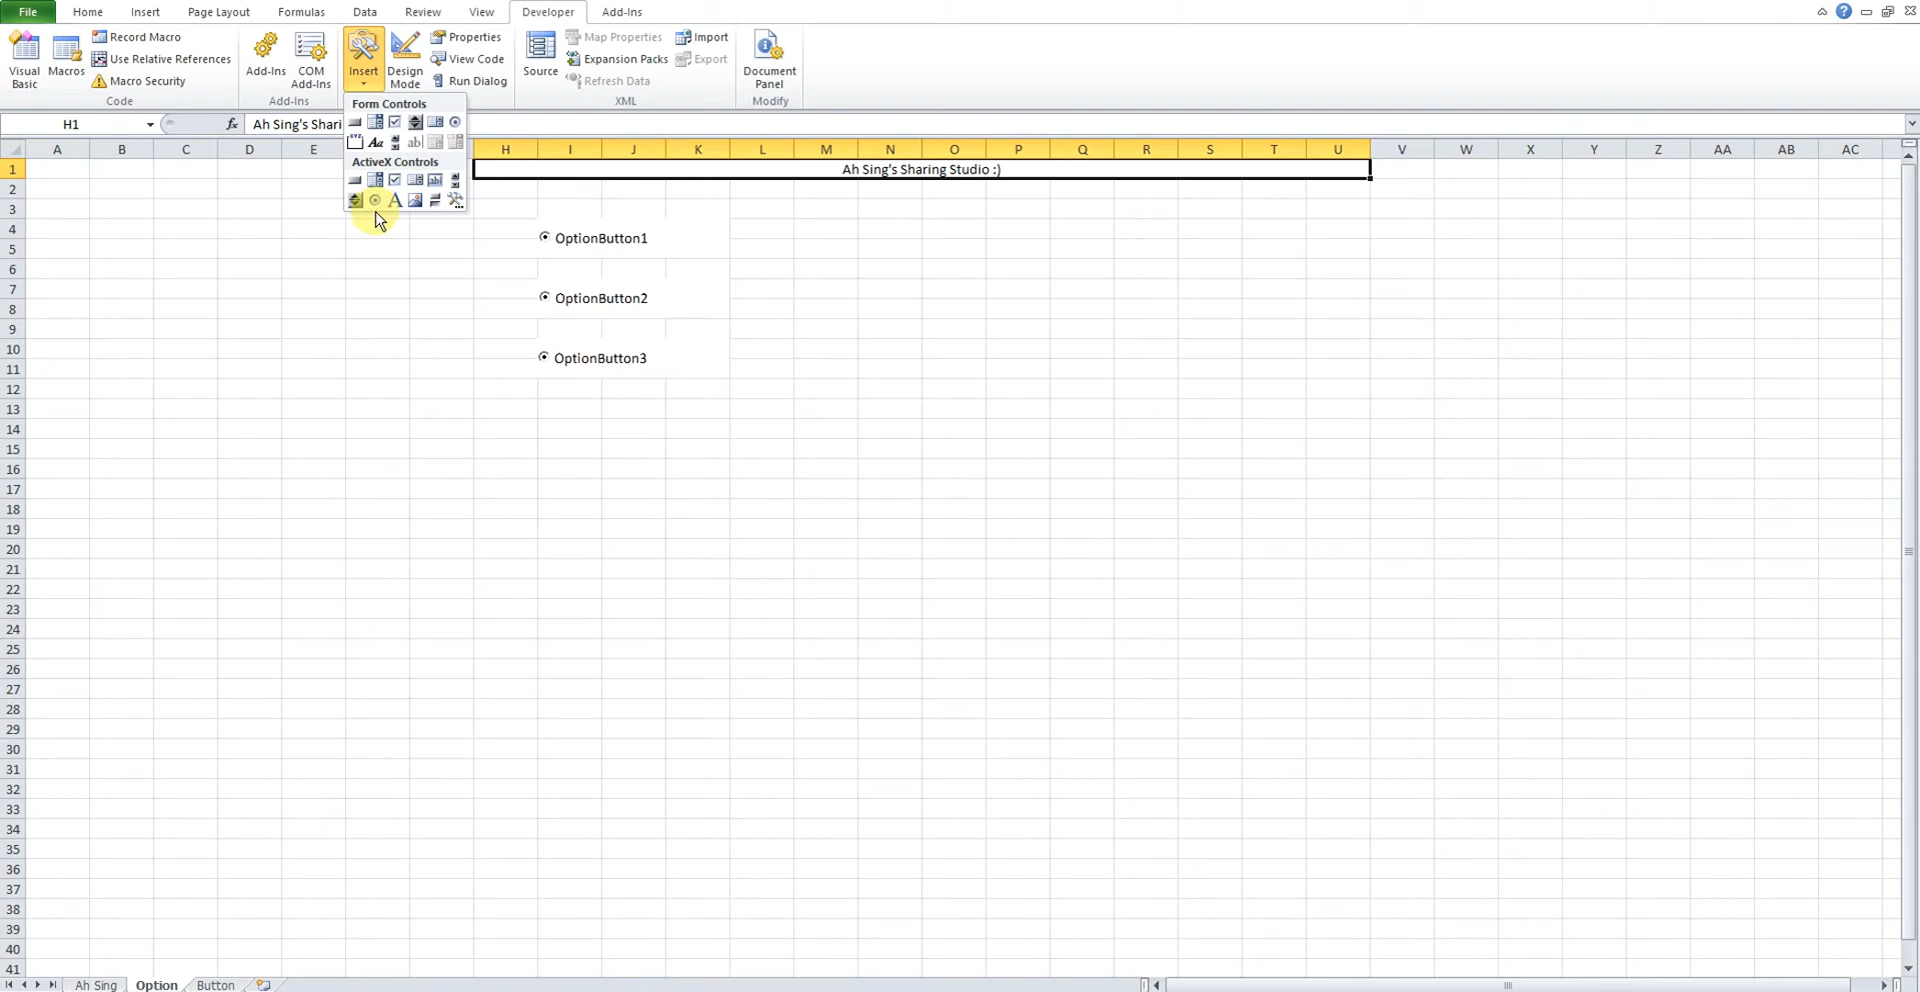 File Home Insert Page Layout Formulas Data Review View Developer Add-Ins
Visual Basic
Macros
Record Macro
Use Relative References
Macro Security
Code
Add-Ins
COM Add-Ins
Add-Ins
Insert
Design Mode
Properties
View Code
Run Dialog
Source
Map Properties
Expansion Packs
Refresh Data
Import
Export
XML
Document Panel
Modify
Form Controls
ActiveX Controls
H1 fx Ah Sing's Shari
A B C D E H I J K L M N O P Q R S T U V W X Y Z AA AB AC
1 Ah Sing's Sharing Studio :)
2
3
4
OptionButton1
5
6
7
OptionButton2
8
9
10
OptionButton3
11
12
13
14
15
16
17
18
19
20
21
22
23
24
25
26
27
28
29
30
31
32
33
34
35
36
37
38
39
40
41
Ah Sing Option Button